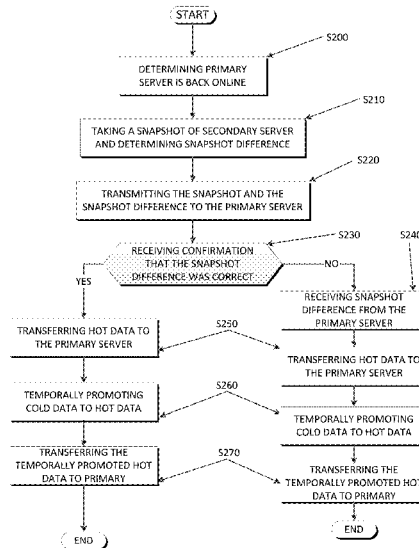 START
S200
DETERMINING PRIMARY
SERVER IS BACK ONLINE
S210
TAKING A SNAPSHOT OF SECONDARY SERVER
AND DETERMINING SNAPSHOT DIFFERENCE
S220
TRANSMITTING THE SNAPSHOT AND THE
SNAPSHOT DIFFERENCE TO THE PRIMARY SERVER
S230
RECEIVING CONFIRMATION
THAT THE SNAPSHOT
DIFFERENCE WAS CORRECT
S240
YES
NO
RECEIVING SNAPSHOT
DIFFERENCE FROM THE
PRIMARY SERVER
TRANSFERRING HOT DATA TO
THE PRIMARY SERVER
S250
TRANSFERRING HOT DATA TO
THE PRIMARY SERVER
TEMPORALLY PROMOTING
COLD DATA TO HOT DATA
S260
TEMPORALLY PROMOTING
COLD DATA TO HOT DATA
TRANSFERRING THE
TEMPORALLY PROMOTED HOT
DATA TO PRIMARY
S270
TRANSFERRING THE
TEMPORALLY PROMOTED HOT
DATA TO PRIMARY
END
END